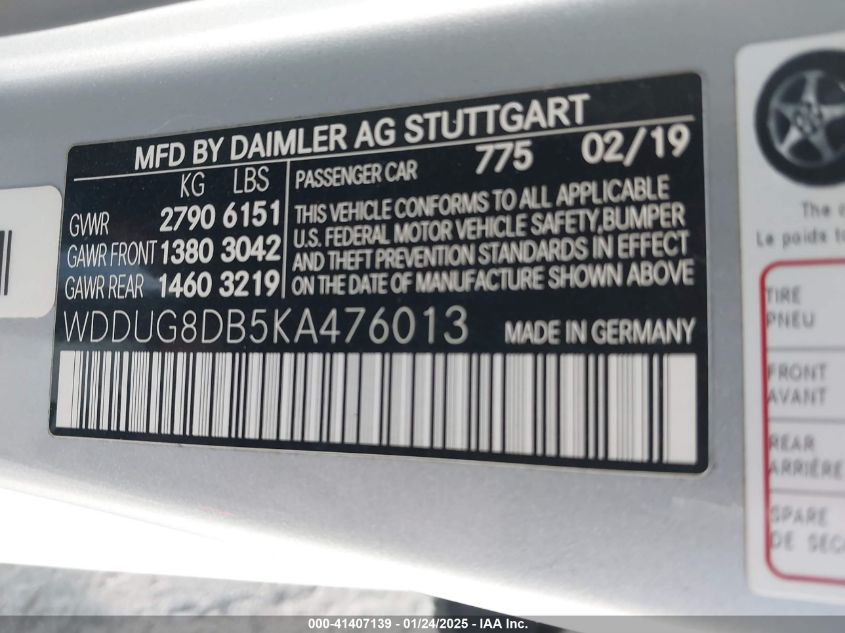 MFD BY DAIMLER AG STUTTGART
KG LBS
GVWR 2790 6151
GAWR FRONT 1380 3042
GAWR REAR 1460 3219
PASSENGER CAR 775 02/19
THIS VEHICLE CONFORMS TO ALL APPLICABLE
U.S. FEDERAL MOTOR VEHICLE SAFETY,BUMPER
AND THEFT PREVENTION STANDARDS IN EFFECT
ON THE DATE OF MANUFACTURE SHOWN ABOVE
WDDUG8DB5KA476013 MADE IN GERMANY
The
Le poids
TIRE
PNEU
FRONT
AVANT
REAR
ARRIÈRE
SPARE
DE
000-41407139 - 01/24/2025 - IAA Inc.